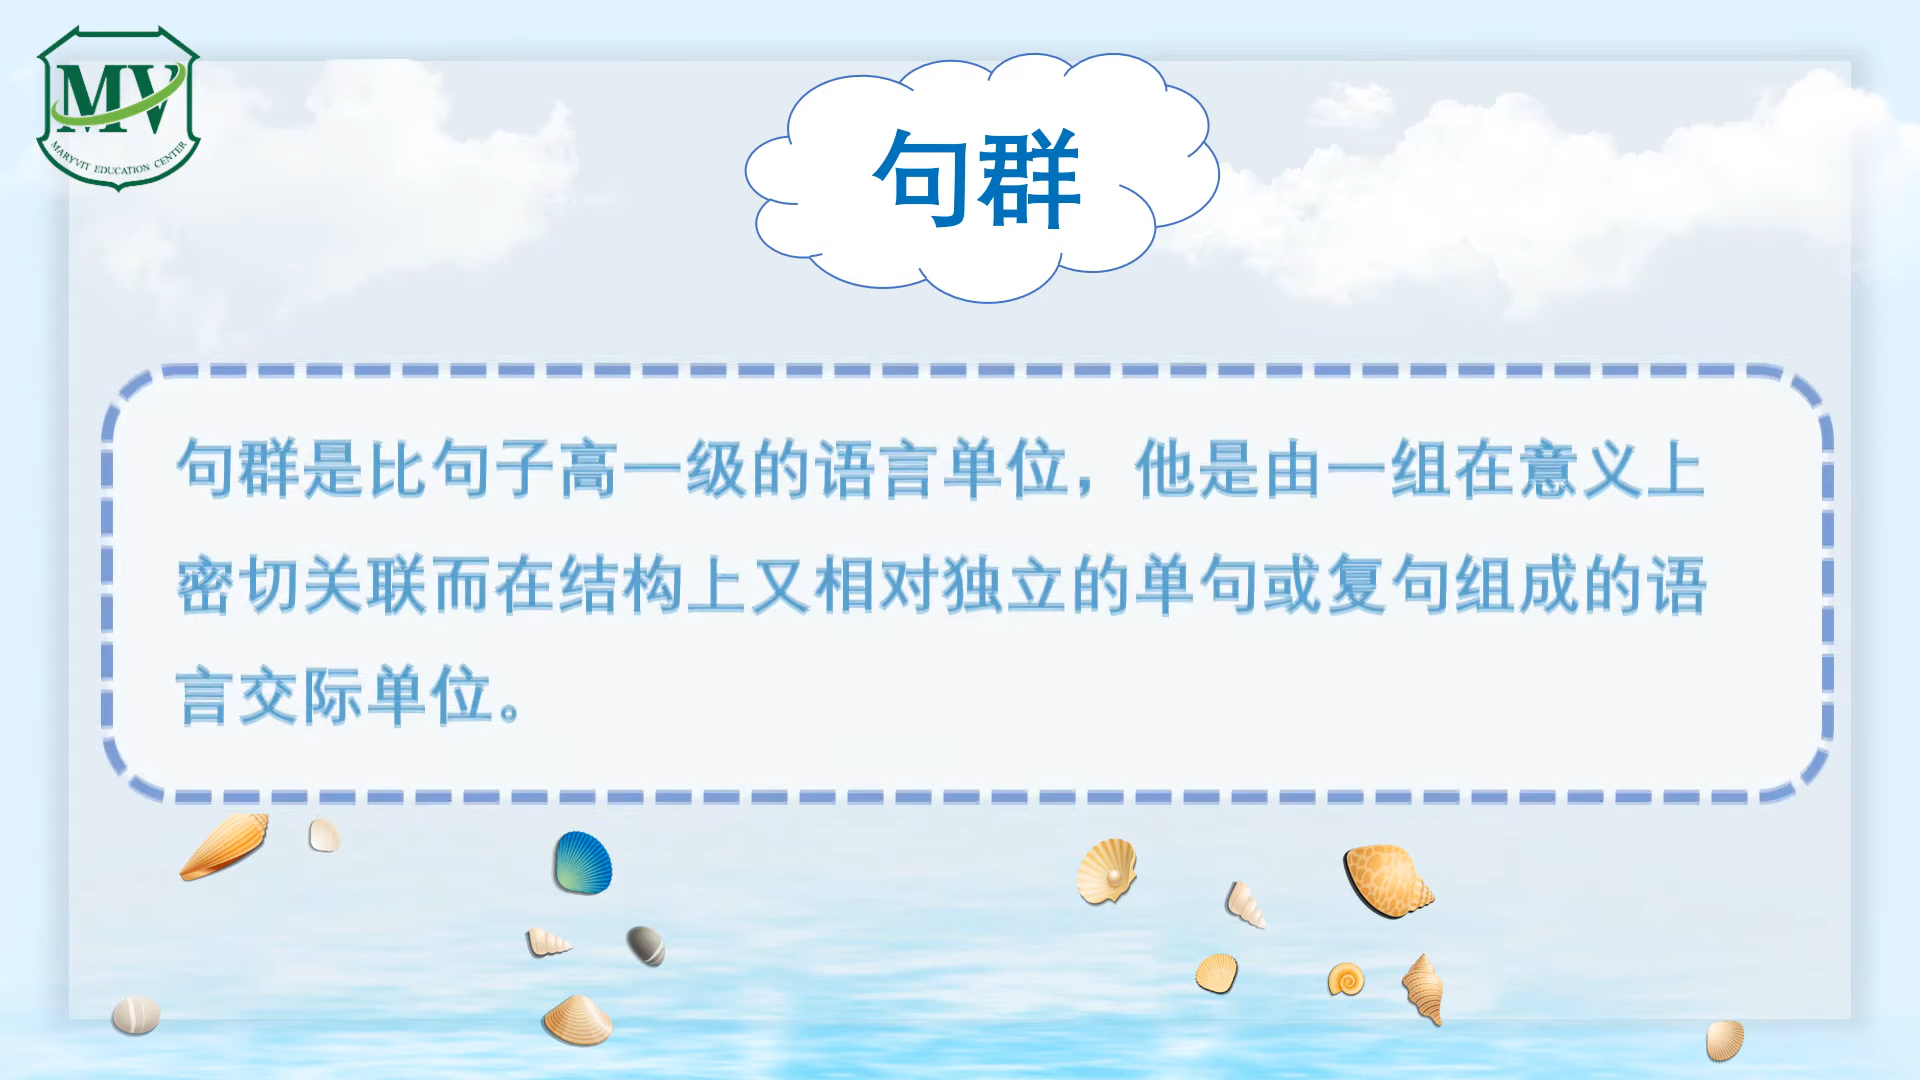 MV
MARYVIT EDUCATION CENTER
句群
句群是比句子高一级的语言单位，他是由一组在意义上
密切关联而在结构上又相对独立的单句或复句组成的语
言交际单位。